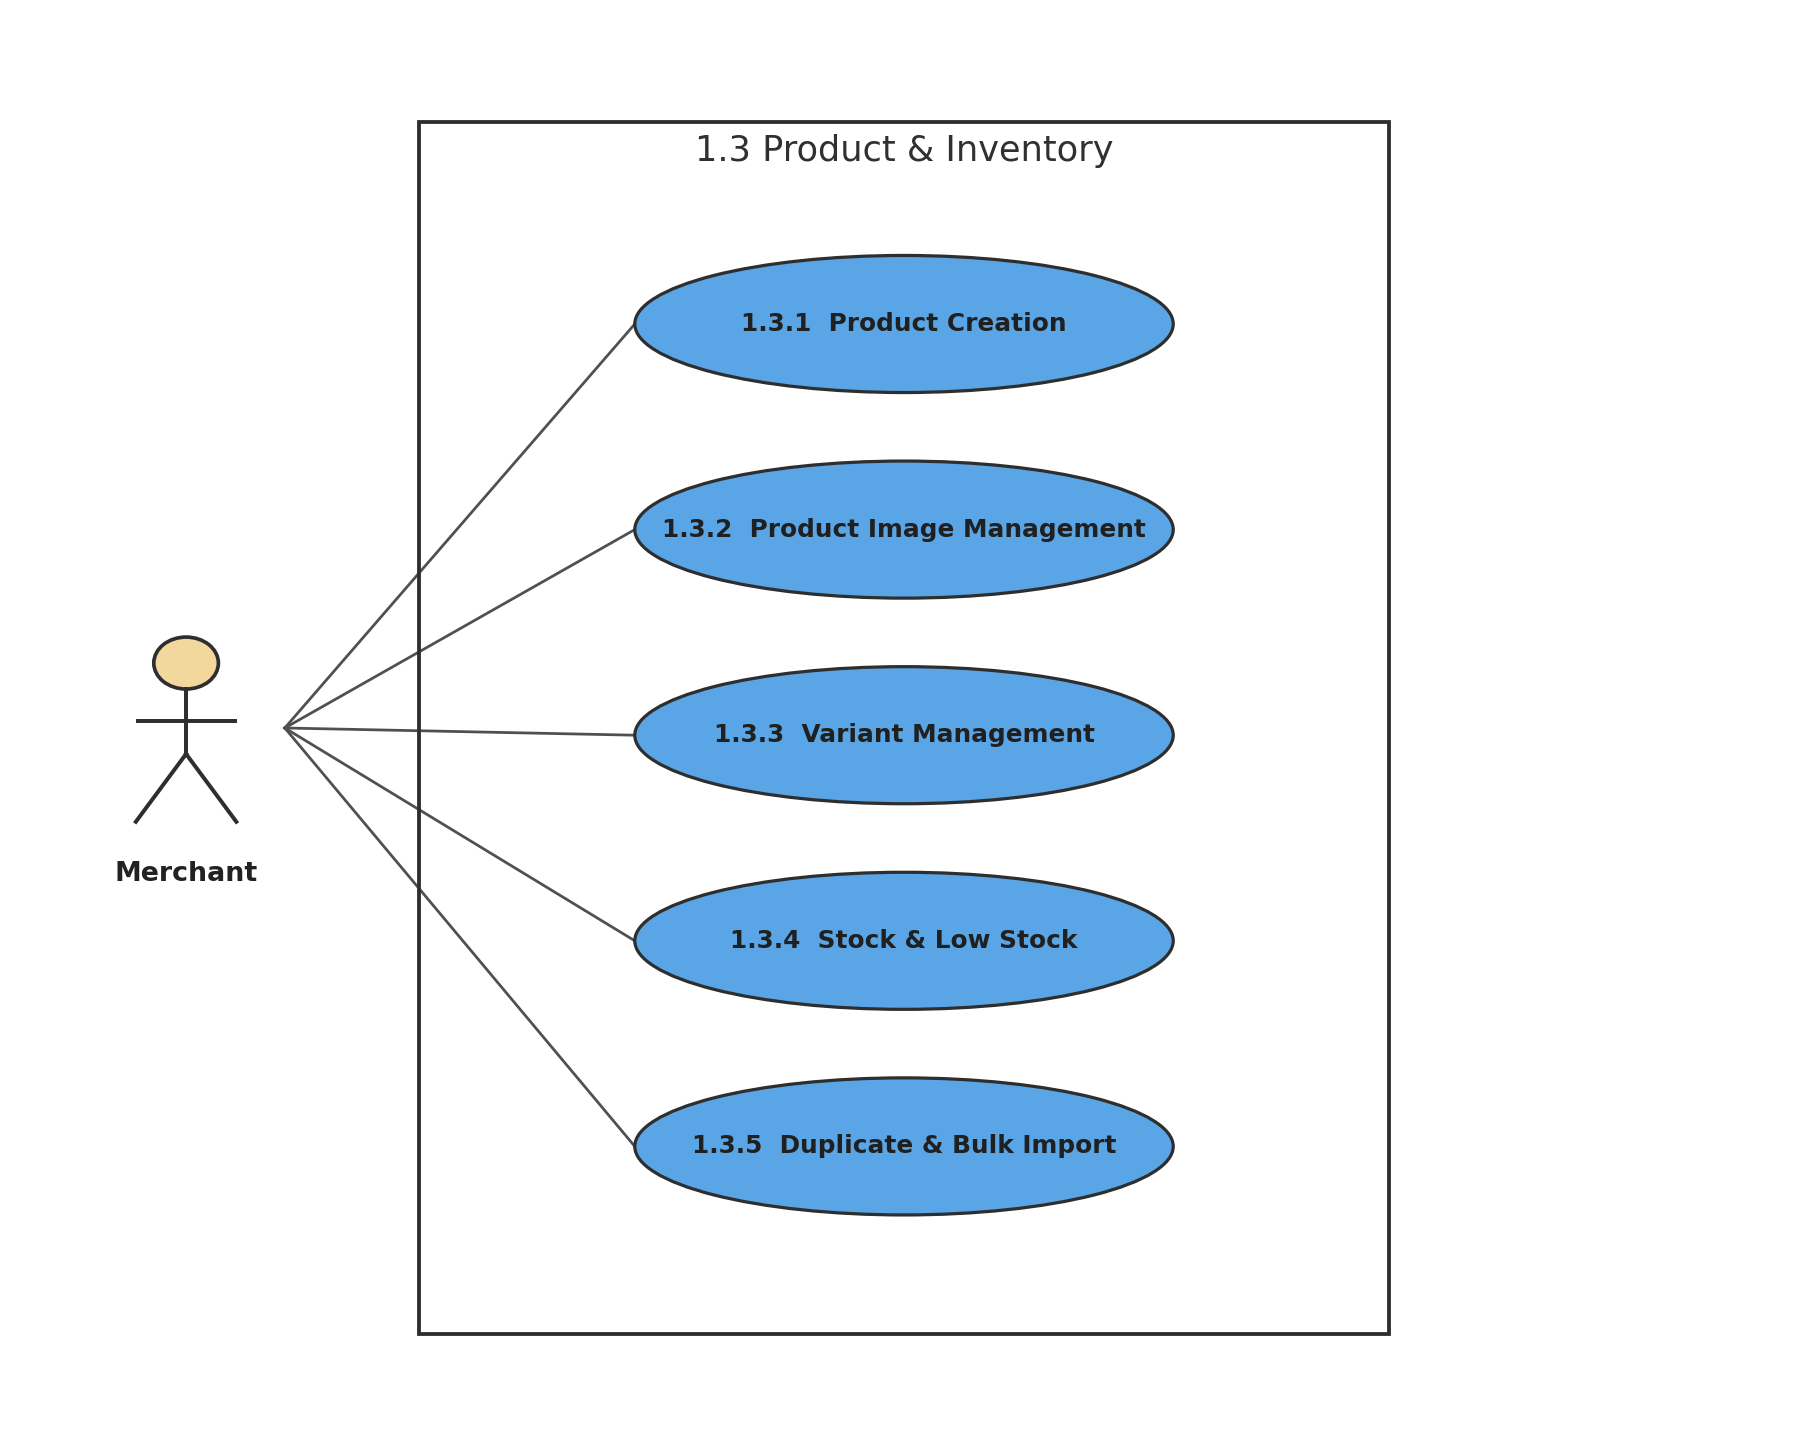 1.3 Product & Inventory
1.3.1  Product Creation
1.3.2  Product Image Management
1.3.3  Variant Management
Merchant
1.3.4  Stock & Low Stock
1.3.5  Duplicate & Bulk Import